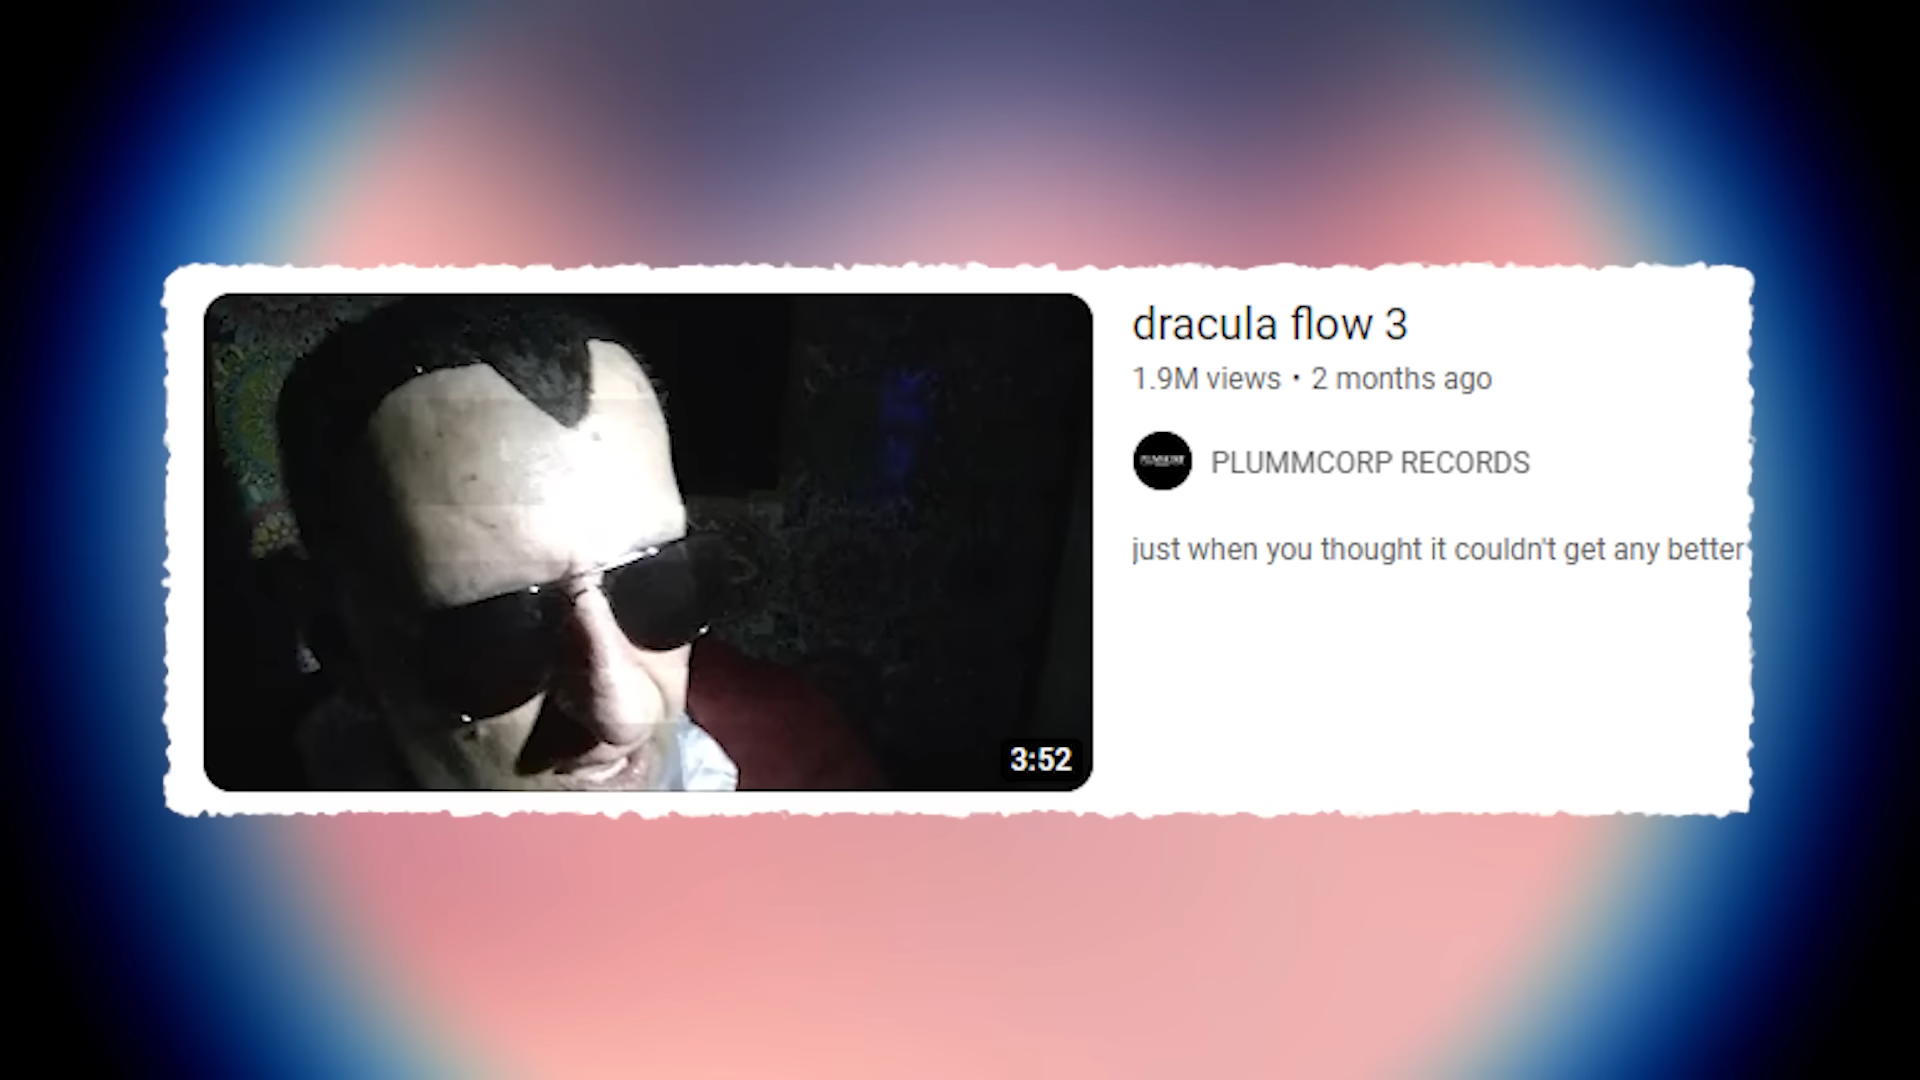 dracula flow 3
1.9M views • 2 months ago
PLUMMCORP RECORDS
just when you thought it couldn't get any better
3:52